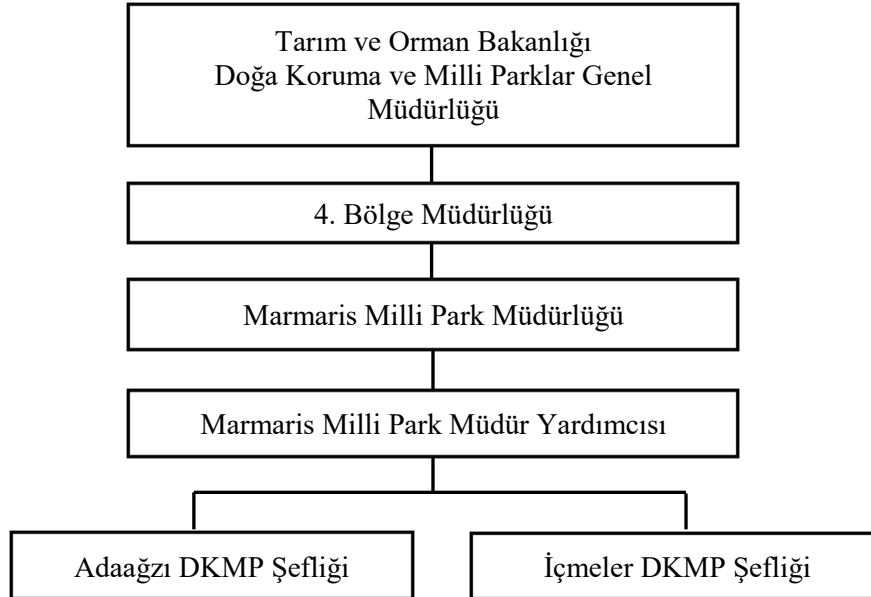 Tarım ve Orman Bakanlığı
Doğa Koruma ve Milli Parklar Genel
Müdürlüğü
4. Bölge Müdürlüğü
Marmaris Milli Park Müdürlüğü
Marmaris Milli Park Müdür Yardımcısı
Adaağzı DKMP Şefliği
İçmeler DKMP Şefliği